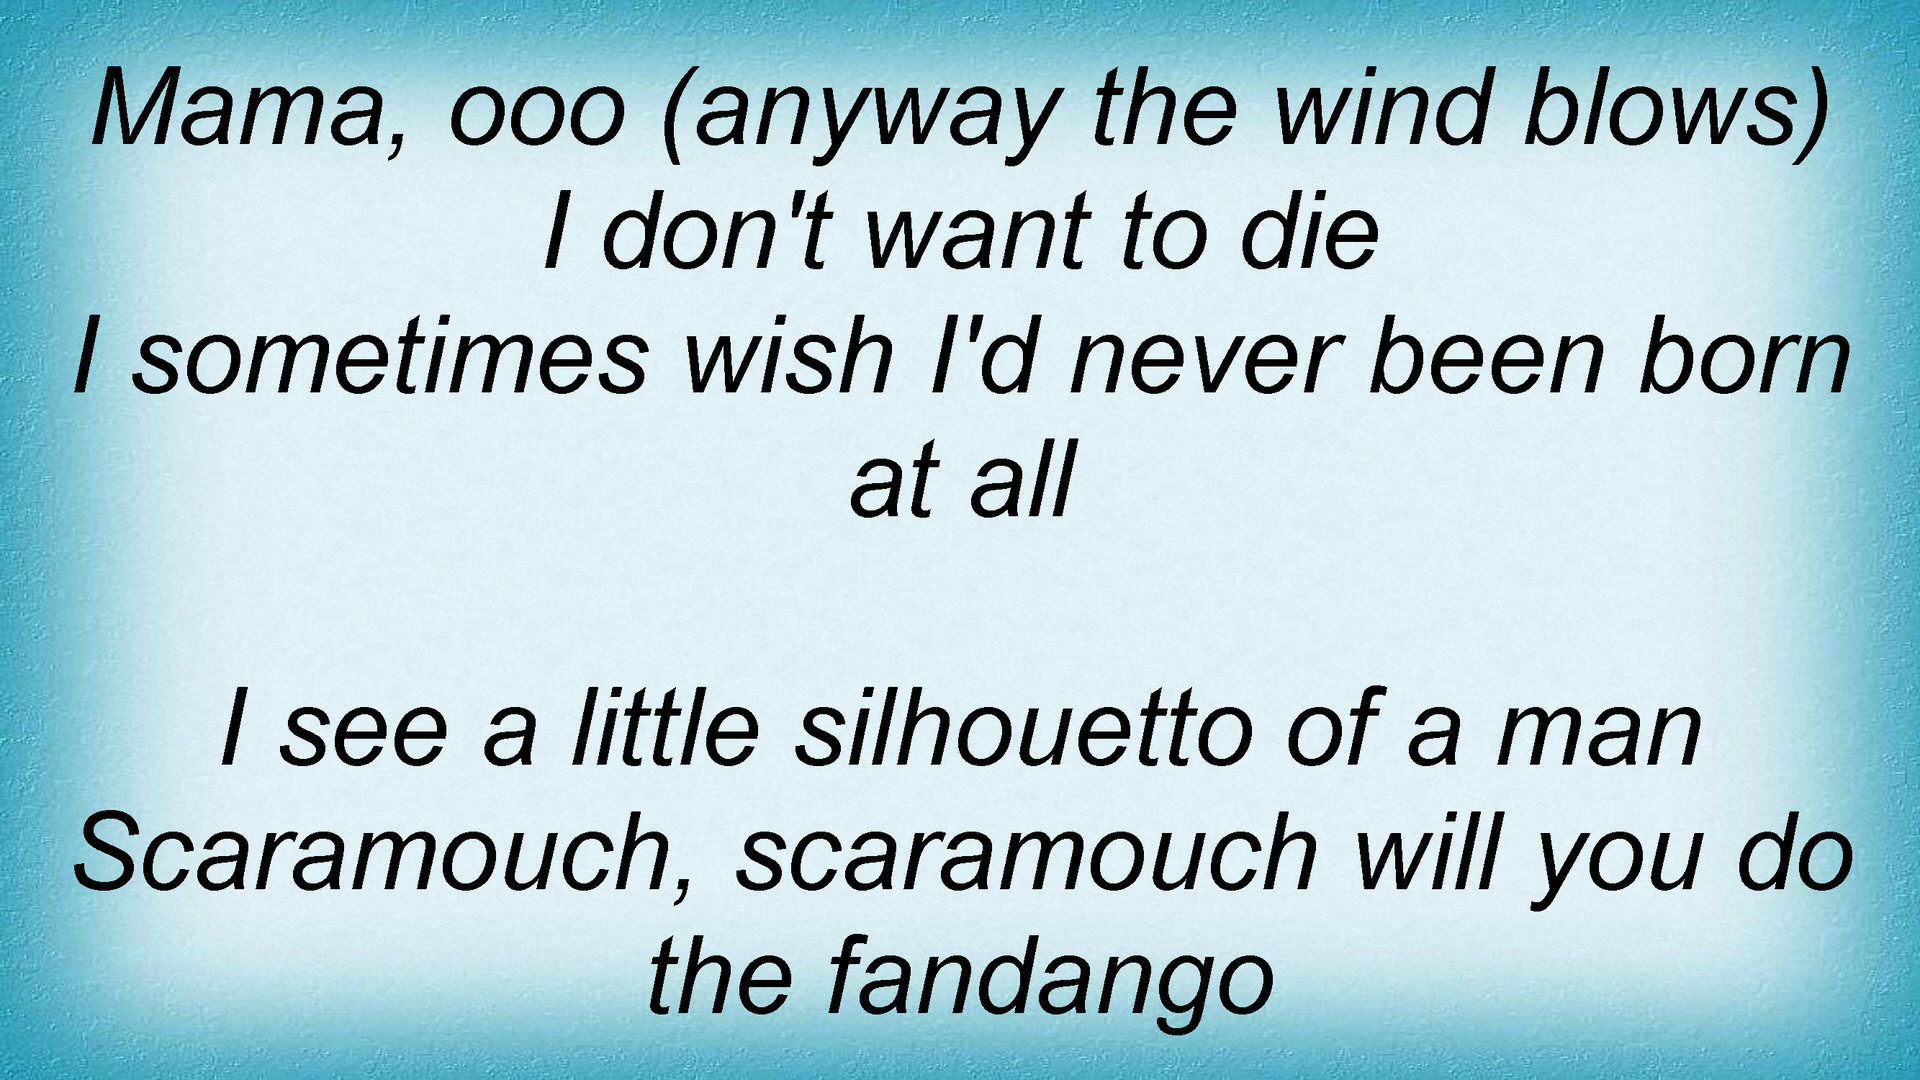 Mama, ooo (anyway the wind blows)
I don't want to die
I sometimes wish I'd never been born
at all
I see a little silhouetto of a man
Scaramouch, scaramouch will you do
the fandango